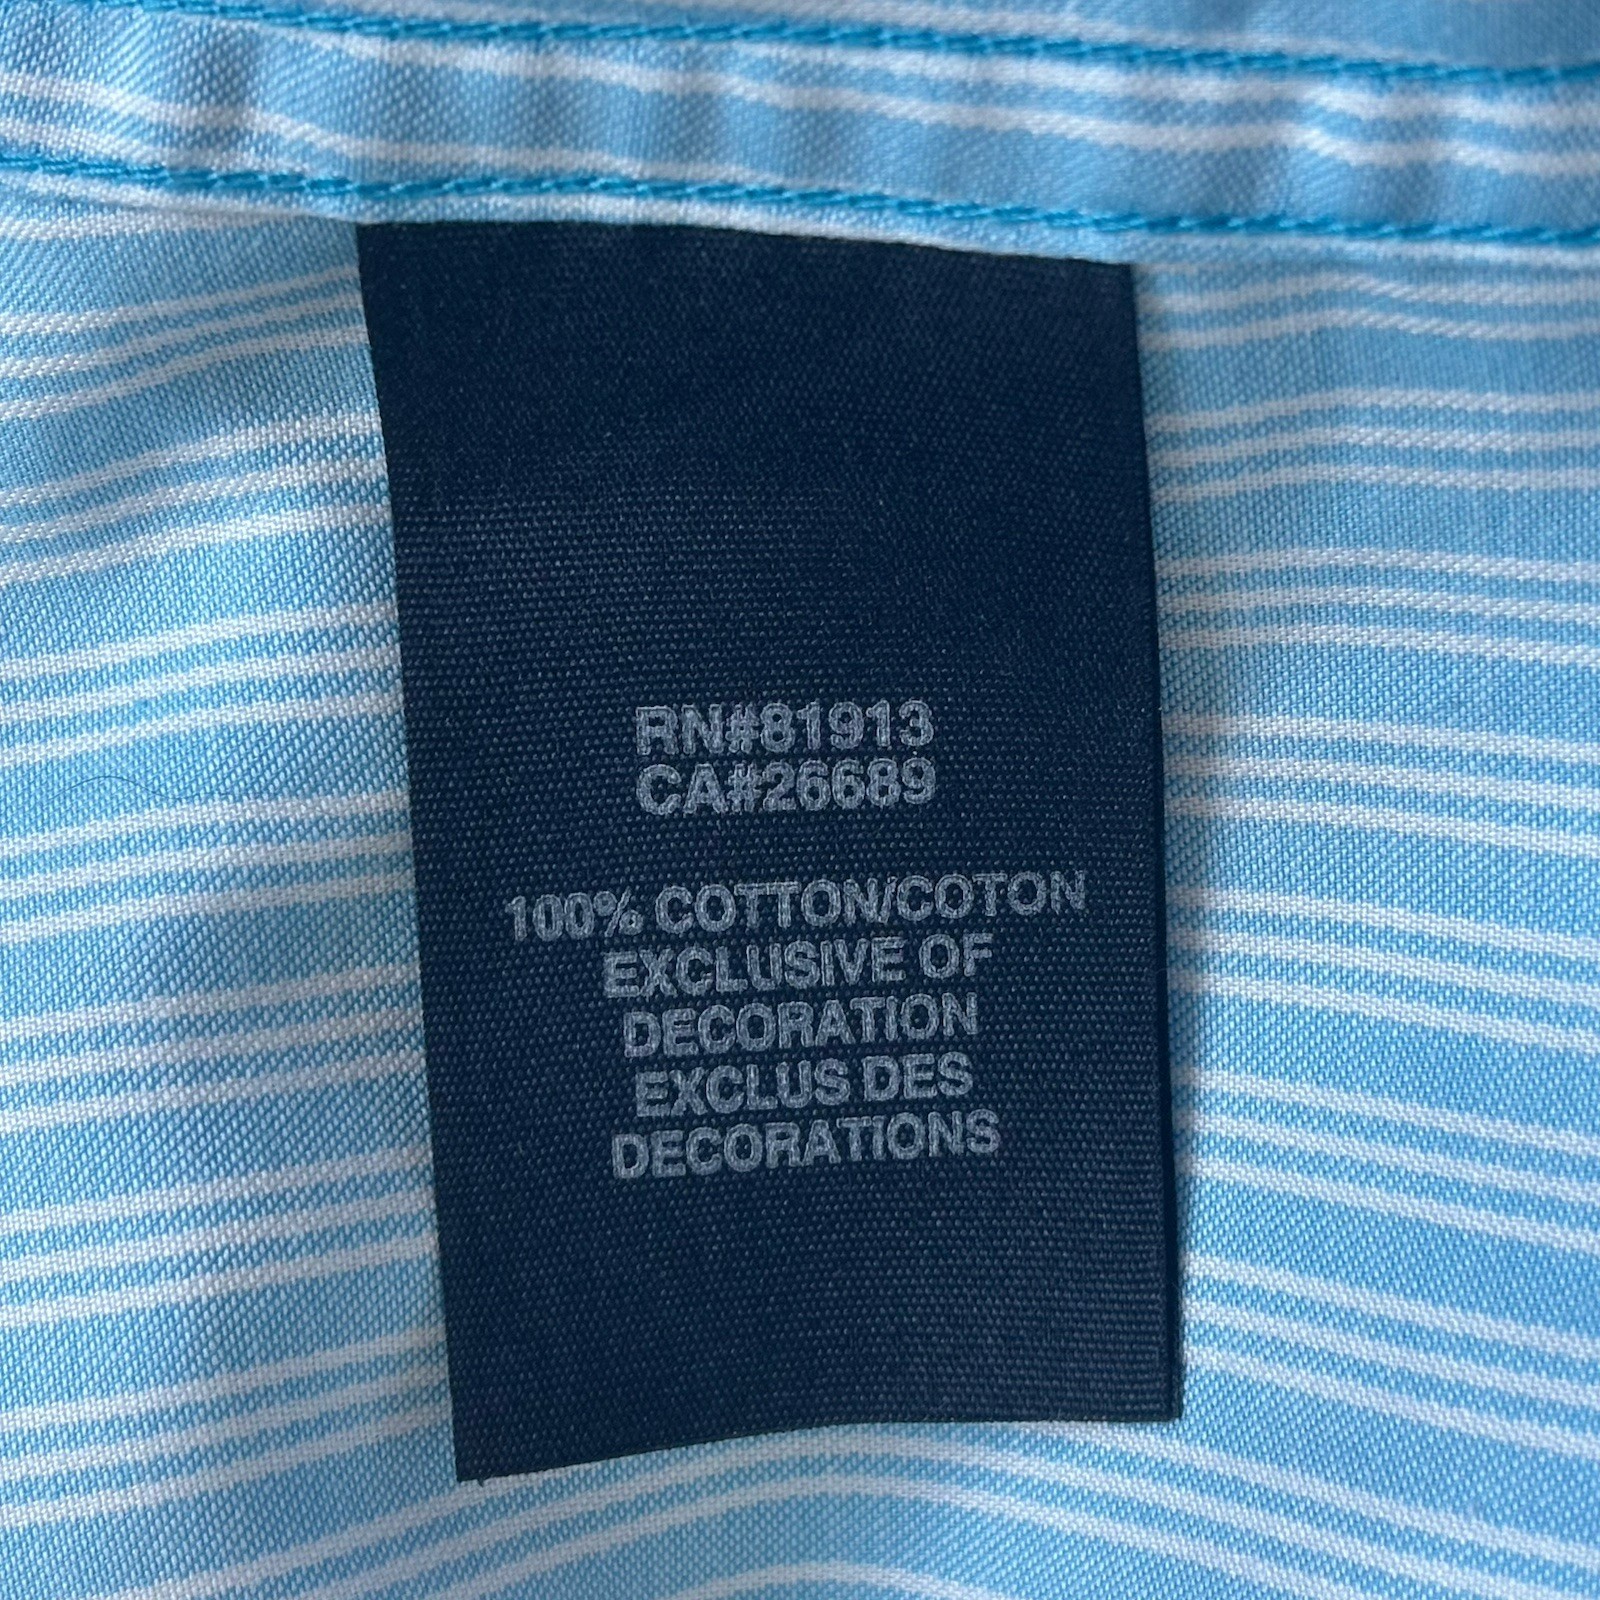 RN#81913
CA#26689
100% COTTON/COTON
EXCLUSIVE OF
DECORATION
EXCLUS DES
DECORATIONS